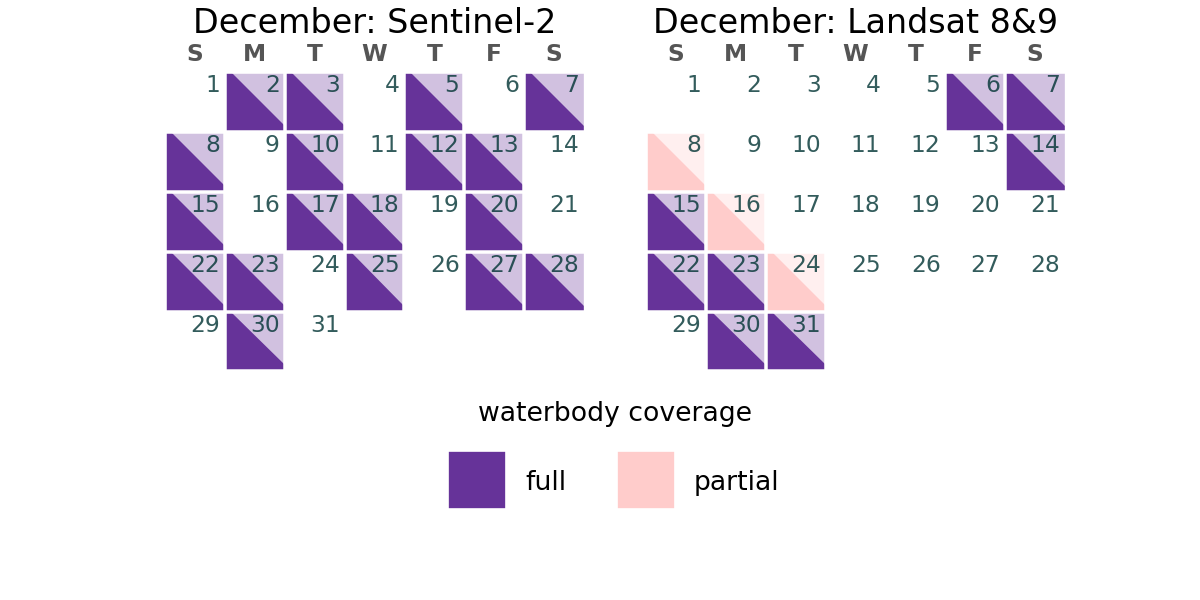 December: Sentinel-2
S M T W T F S
1 2 3 4 5 6 7
8 9 10 11 12 13 14
15 16 17 18 19 20 21
22 23 24 25 26 27 28
29 30 31
December: Landsat 8&9
S M T W T F S
1 2 3 4 5 6 7
8 9 10 11 12 13 14
15 16 17 18 19 20 21
22 23 24 25 26 27 28
29 30 31
waterbody coverage
full partial